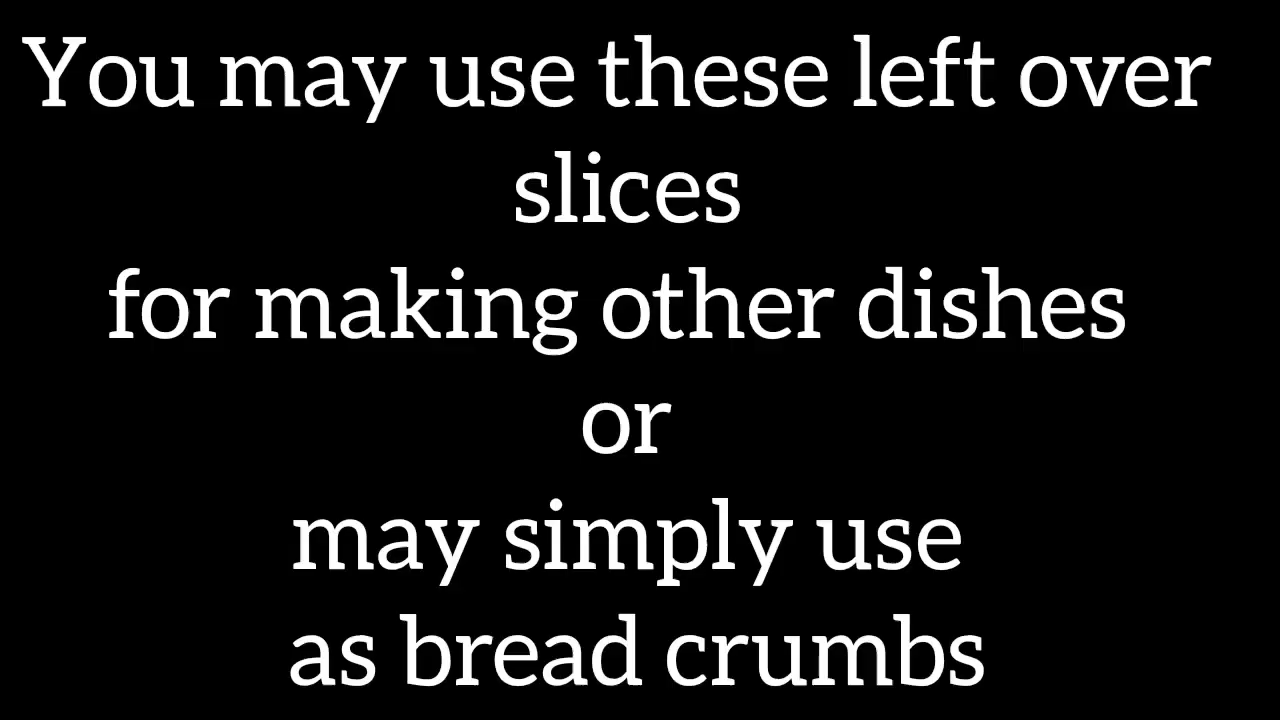 You may use these left over
slices
for making other dishes
or
may simply use
as bread crumbs